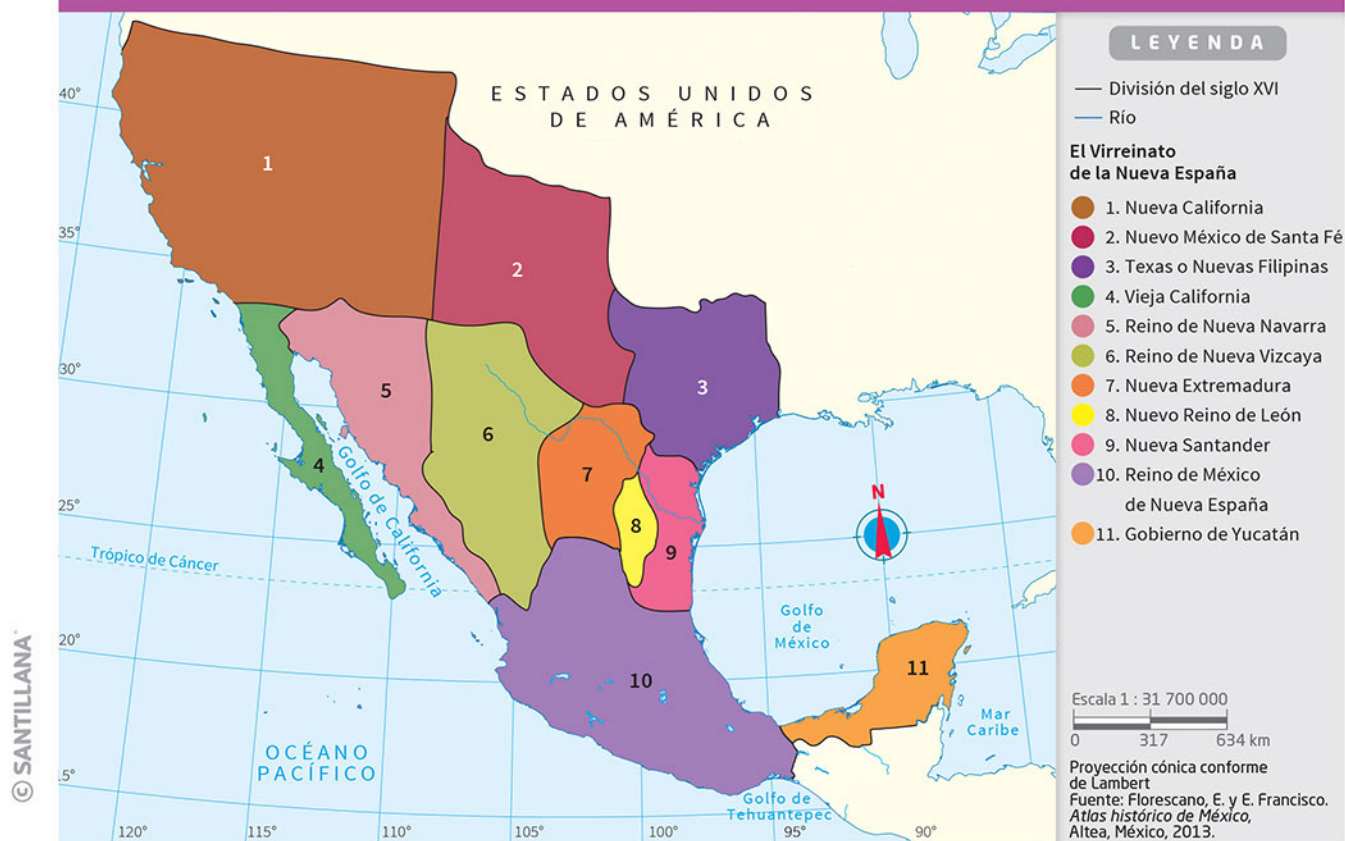 ESTADOS UNIDOS
DE AMÉRICA
40°
35°
30°
25°
20°
15°
120°
115°
110°
105°
100°
95°
90°
1
2
3
4
5
6
7
8
9
10
11
Golfo de California
Trópico de Cáncer
OCÉANO
PACÍFICO
Golfo
de
México
Mar
Caribe
Golfo de
Tehuantepec
N
LEYENDA
División del siglo XVI
Río
El Virreinato
de la Nueva España
1. Nueva California
2. Nuevo México de Santa Fé
3. Texas o Nuevas Filipinas
4. Vieja California
5. Reino de Nueva Navarra
6. Reino de Nueva Vizcaya
7. Nueva Extremadura
8. Nuevo Reino de León
9. Nueva Santander
10. Reino de México
de Nueva España
11. Gobierno de Yucatán
Escala 1 : 31 700 000
0 317 634 km
Proyección cónica conforme
de Lambert
Fuente: Florescano, E. y E. Francisco.
Atlas histórico de México,
Altea, México, 2013.
© SANTILLANA